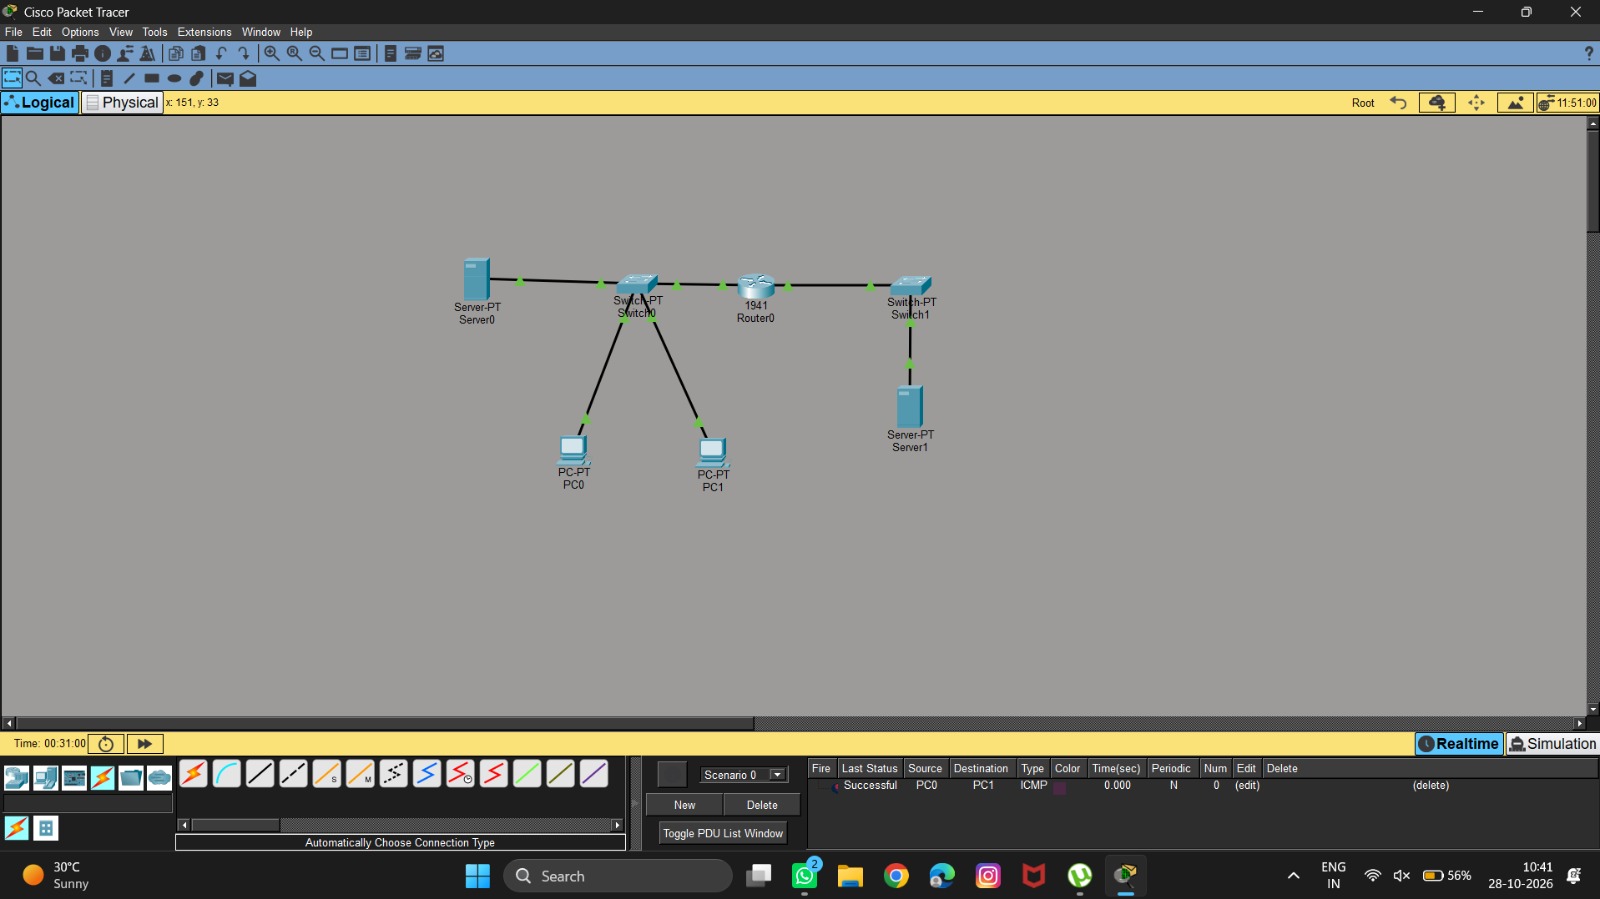 Cisco Packet Tracer
File Edit Options View Tools Extensions Window Help
?
Logical Physical x: 151, y: 33 Root 11:51:00
Server-PT
Server0
Switch-PT
Switch0
1941
Router0
Switch-PT
Switch1
PC-PT
PC0
PC-PT
PC1
Server-PT
Server1
Time: 00:31:00 Realtime Simulation
S M
Automatically Choose Connection Type
Scenario 0
New Delete
Toggle PDU List Window
Fire Last Status Source Destination Type Color Time(sec) Periodic Num Edit Delete
Successful PC0 PC1 ICMP 0.000 N 0 (edit) (delete)
30°C
Sunny
Search
2
ENG
IN
56%
10:41
28-10-2026